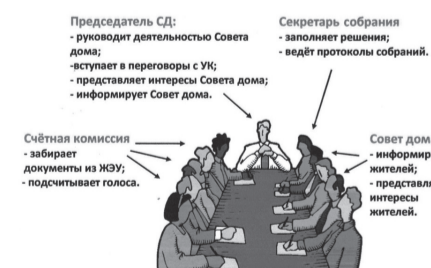 Председатель СД:
- руководит деятельностью Совета
дома;
-вступает в переговоры с УК;
- представляет интересы Совета дома;
- информирует Совет дома.
Секретарь собрания
- заполняет решения;
- ведёт протоколы собраний.
Счётная комиссия
- забирает
документы из ЖЭУ;
- подсчитывает голоса.
Совет дом
- информир
жителей;
- представля
интересы
жителей.